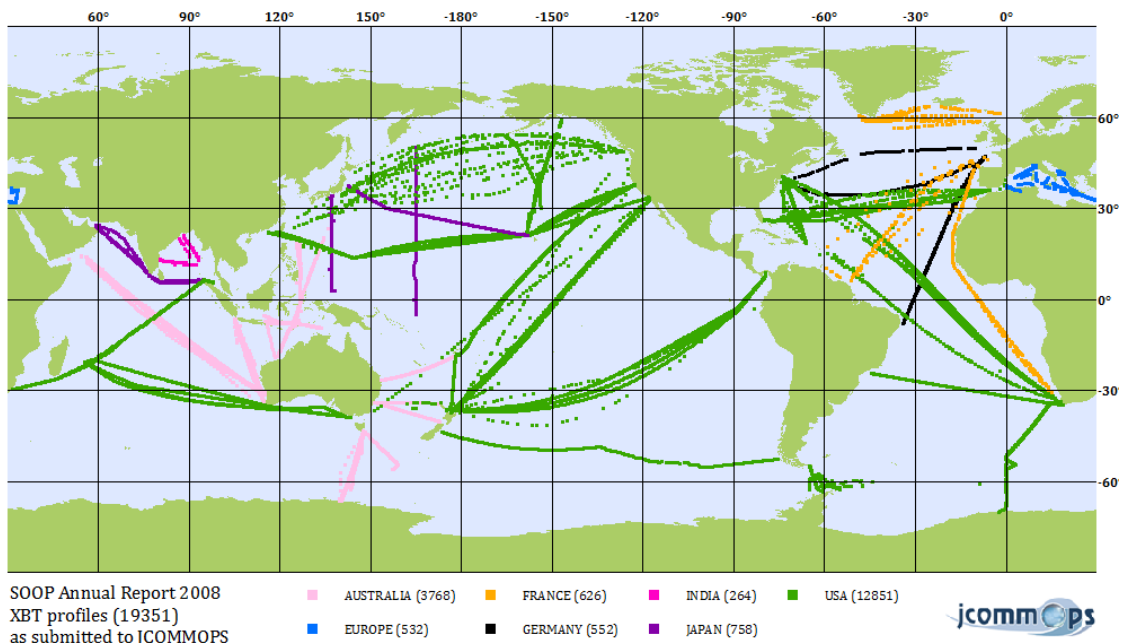 60° 90° 120° 150° -180° -150° -120° -90° -60° -30° 0°
60°
30°
0°
-30°
-60°
SOOP Annual Report 2008
XBT profiles (19351)
as submitted to JCOMMOPS
AUSTRALIA (3768) FRANCE (626) INDIA (264) USA (12851)
EUROPE (532) GERMANY (552) JAPAN (758)
jcommops